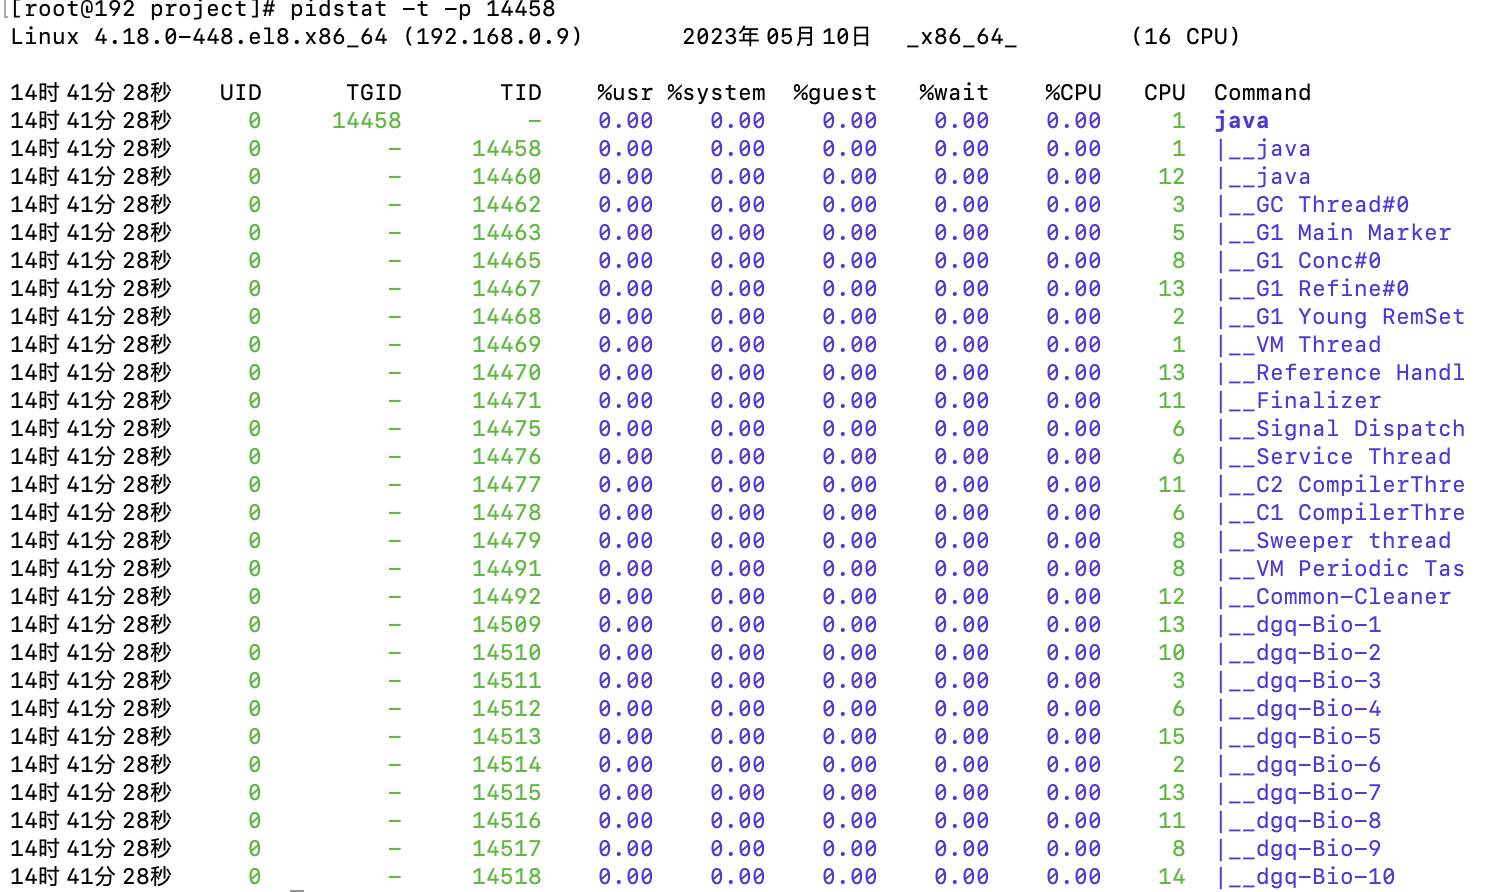 [[root@192 project]# pidstat -t -p 14458
Linux 4.18.0-448.el8.x86_64 (192.168.0.9) 2023年05月10日 _x86_64_ (16 CPU)
14时41分28秒 UID TGID TID %usr %system %guest %wait %CPU CPU Command
14时41分28秒 0 14458 - 0.00 0.00 0.00 0.00 0.00 1 java
14时41分28秒 0 - 14458 0.00 0.00 0.00 0.00 0.00 1 |__java
14时41分28秒 0 - 14460 0.00 0.00 0.00 0.00 0.00 12 |__java
14时41分28秒 0 - 14462 0.00 0.00 0.00 0.00 0.00 3 |__GC Thread#0
14时41分28秒 0 - 14463 0.00 0.00 0.00 0.00 0.00 5 |__G1 Main Marker
14时41分28秒 0 - 14465 0.00 0.00 0.00 0.00 0.00 8 |__G1 Conc#0
14时41分28秒 0 - 14467 0.00 0.00 0.00 0.00 0.00 13 |__G1 Refine#0
14时41分28秒 0 - 14468 0.00 0.00 0.00 0.00 0.00 2 |__G1 Young RemSet
14时41分28秒 0 - 14469 0.00 0.00 0.00 0.00 0.00 1 |__VM Thread
14时41分28秒 0 - 14470 0.00 0.00 0.00 0.00 0.00 13 |__Reference Handl
14时41分28秒 0 - 14471 0.00 0.00 0.00 0.00 0.00 11 |__Finalizer
14时41分28秒 0 - 14475 0.00 0.00 0.00 0.00 0.00 6 |__Signal Dispatch
14时41分28秒 0 - 14476 0.00 0.00 0.00 0.00 0.00 6 |__Service Thread
14时41分28秒 0 - 14477 0.00 0.00 0.00 0.00 0.00 11 |__C2 CompilerThre
14时41分28秒 0 - 14478 0.00 0.00 0.00 0.00 0.00 6 |__C1 CompilerThre
14时41分28秒 0 - 14479 0.00 0.00 0.00 0.00 0.00 8 |__Sweeper thread
14时41分28秒 0 - 14491 0.00 0.00 0.00 0.00 0.00 8 |__VM Periodic Tas
14时41分28秒 0 - 14492 0.00 0.00 0.00 0.00 0.00 12 |__Common-Cleaner
14时41分28秒 0 - 14509 0.00 0.00 0.00 0.00 0.00 13 |__dgq-Bio-1
14时41分28秒 0 - 14510 0.00 0.00 0.00 0.00 0.00 10 |__dgq-Bio-2
14时41分28秒 0 - 14511 0.00 0.00 0.00 0.00 0.00 3 |__dgq-Bio-3
14时41分28秒 0 - 14512 0.00 0.00 0.00 0.00 0.00 6 |__dgq-Bio-4
14时41分28秒 0 - 14513 0.00 0.00 0.00 0.00 0.00 15 |__dgq-Bio-5
14时41分28秒 0 - 14514 0.00 0.00 0.00 0.00 0.00 2 |__dgq-Bio-6
14时41分28秒 0 - 14515 0.00 0.00 0.00 0.00 0.00 13 |__dgq-Bio-7
14时41分28秒 0 - 14516 0.00 0.00 0.00 0.00 0.00 11 |__dgq-Bio-8
14时41分28秒 0 - 14517 0.00 0.00 0.00 0.00 0.00 8 |__dgq-Bio-9
14时41分28秒 0 - 14518 0.00 0.00 0.00 0.00 0.00 14 |__dgq-Bio-10